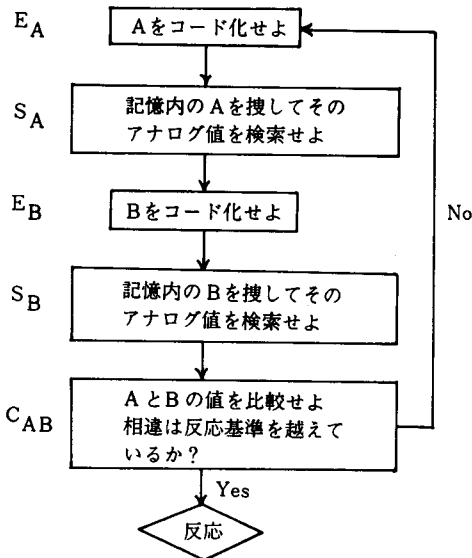 E_A
Aをコード化せよ
S_A
記憶内のAを捜してその
アナログ値を検索せよ
E_B
Bをコード化せよ
No
S_B
記憶内のBを捜してその
アナログ値を検索せよ
C_AB
AとBの値を比較せよ
相違は反応基準を越えて
いるか?
Yes
反応